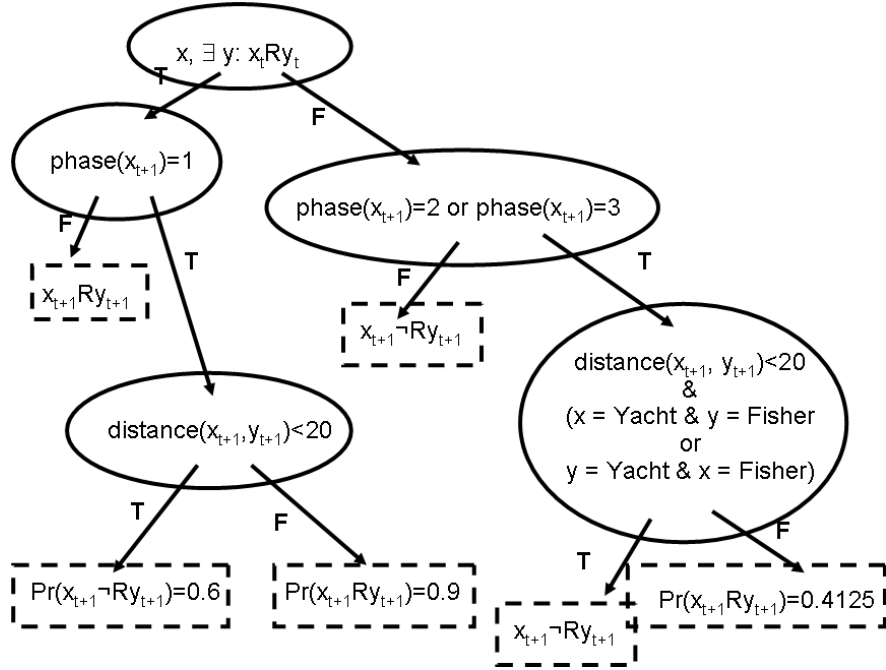 x, ∃ y: xₜRyₜ
T
F
phase(xₜ₊₁)=1
phase(xₜ₊₁)=2 or phase(xₜ₊₁)=3
F
T
F
T
xₜ₊₁Ryₜ₊₁
xₜ₊₁¬Ryₜ₊₁
distance(xₜ₊₁, yₜ₊₁)<20
&
(x = Yacht & y = Fisher
or
y = Yacht & x = Fisher)
distance(xₜ₊₁,yₜ₊₁)<20
T
F
T
F
Pr(xₜ₊₁¬Ryₜ₊₁)=0.6
Pr(xₜ₊₁Ryₜ₊₁)=0.9
xₜ₊₁¬Ryₜ₊₁
Pr(xₜ₊₁Ryₜ₊₁)=0.4125